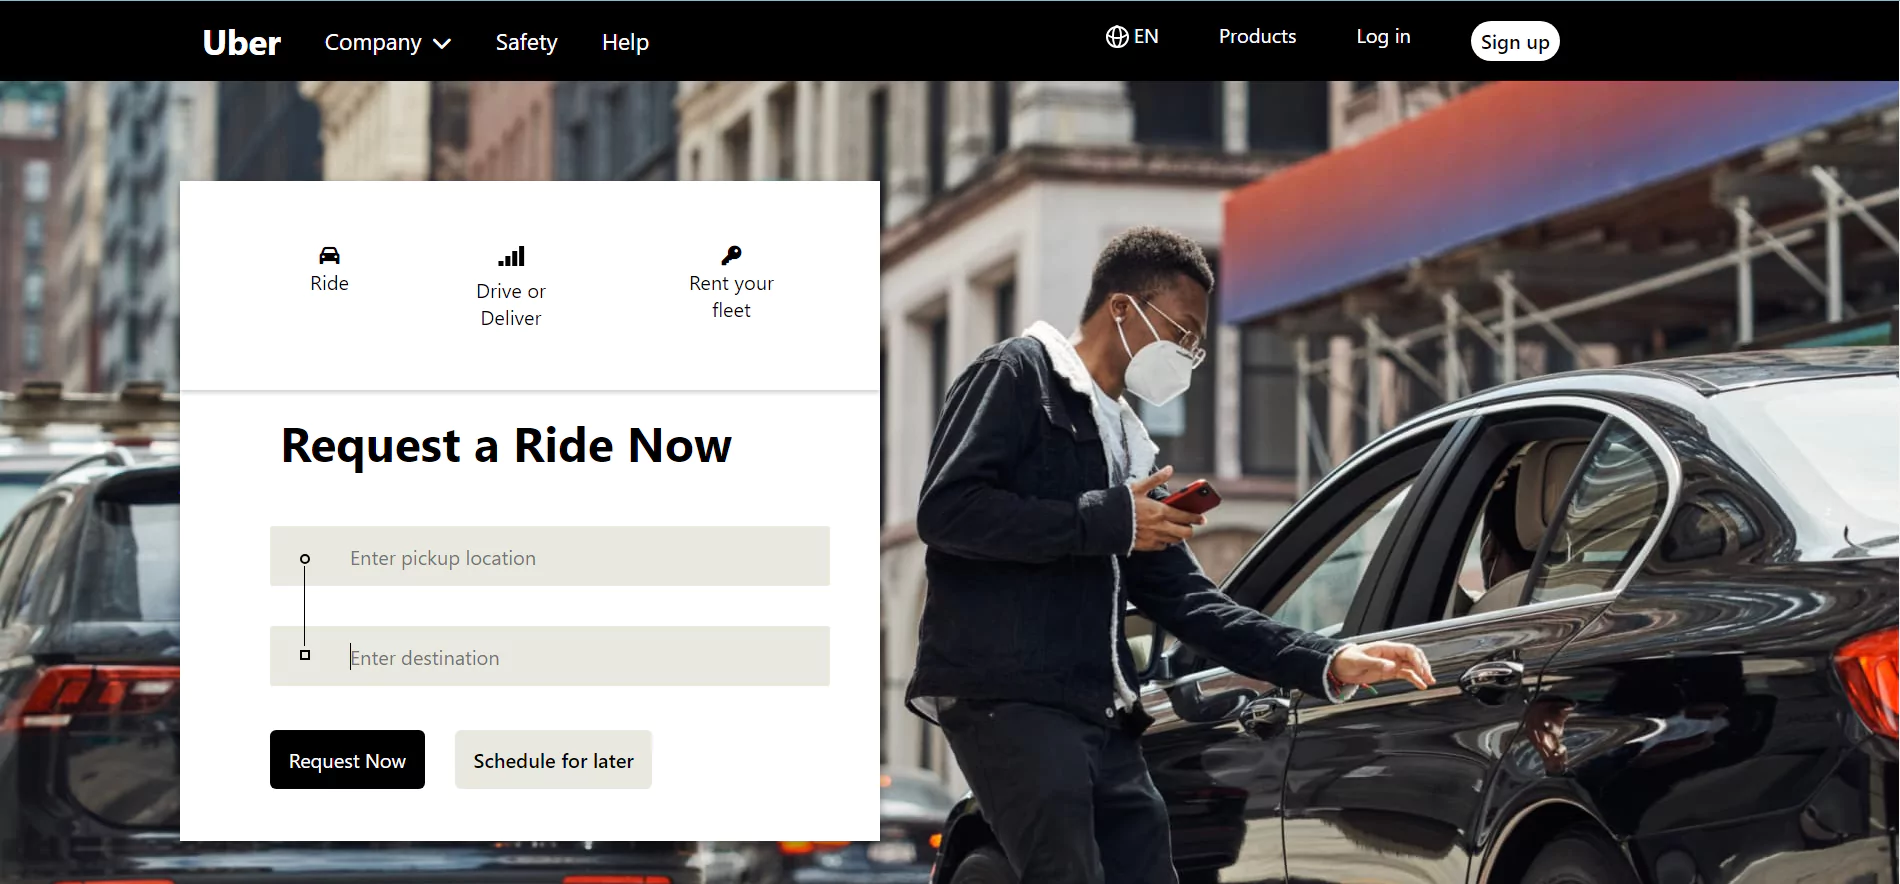 Uber Company Safety Help EN Products Log in Sign up
Ride
Drive or
Deliver
Rent your
fleet
Request a Ride Now
Enter pickup location
Enter destination
Request Now Schedule for later